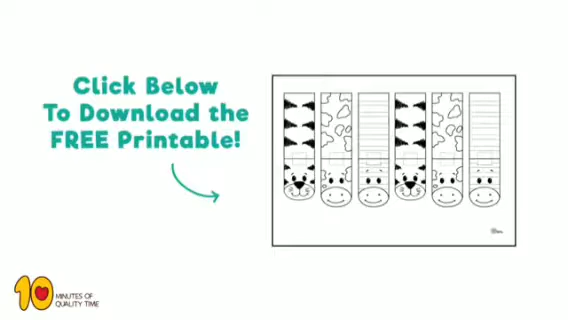 Click Below
To Download the
FREE Printable!
10
MINUTES OF
QUALITY TIME